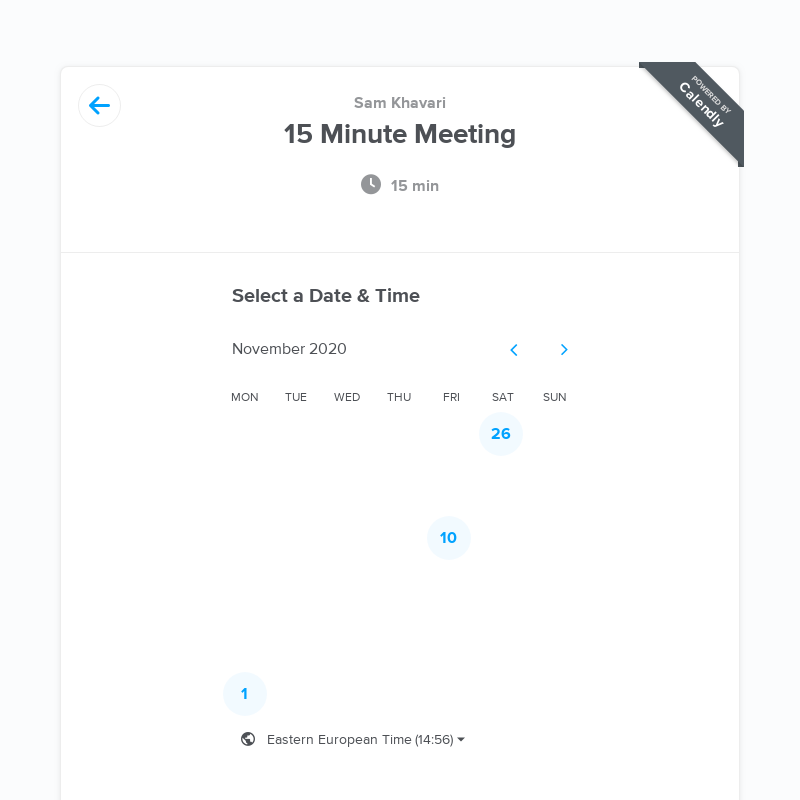 POWERED BY
Calendly
Sam Khavari
15 Minute Meeting
15 min
Select a Date & Time
November 2020
MON TUE WED THU FRI SAT SUN
26
10
1
Eastern European Time (14:56)